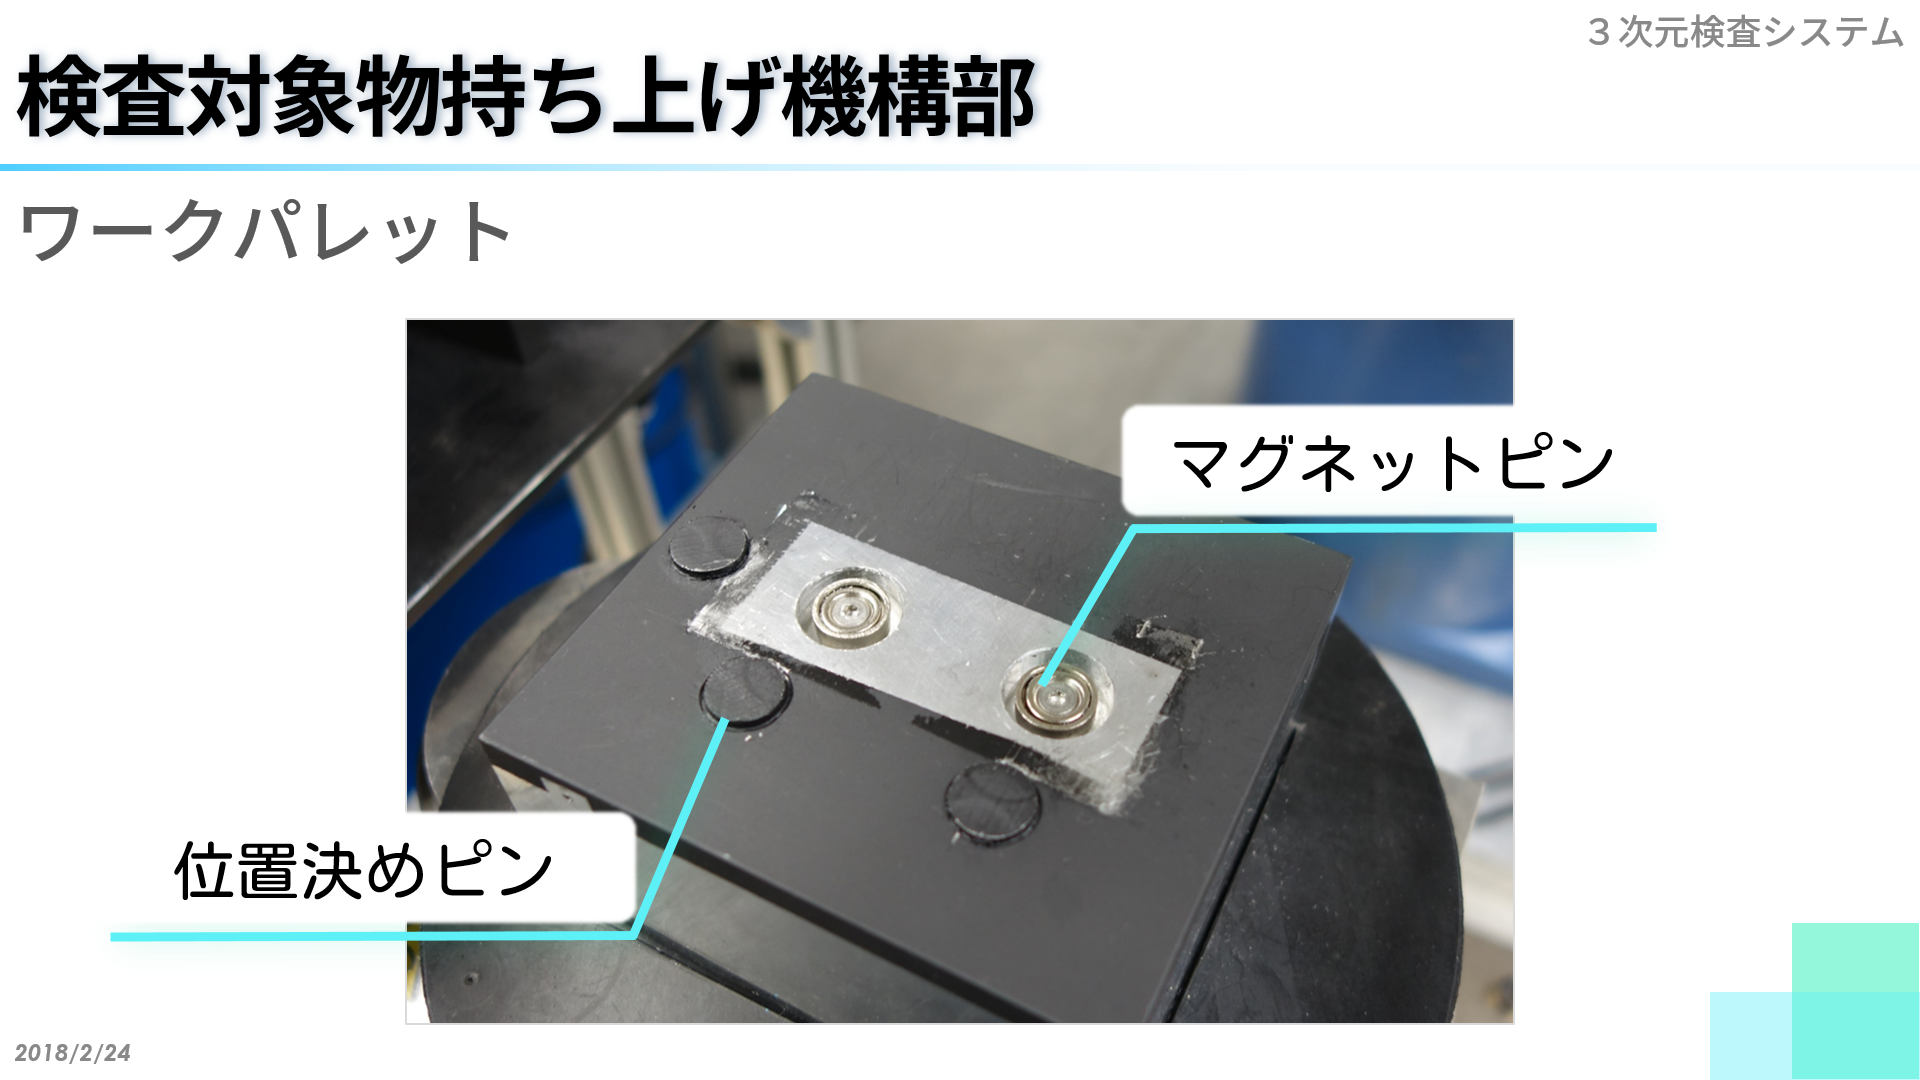 ３次元検査システム
検査対象物持ち上げ機構部
ワークパレット
マグネットピン
位置決めピン
2018/2/24